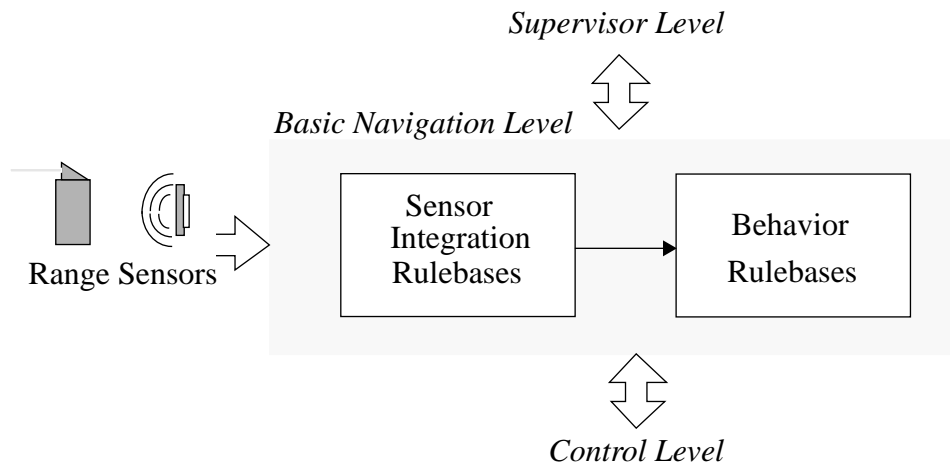 Supervisor Level
Basic Navigation Level
Range Sensors
Sensor
Integration
Rulebases
Behavior
Rulebases
Control Level